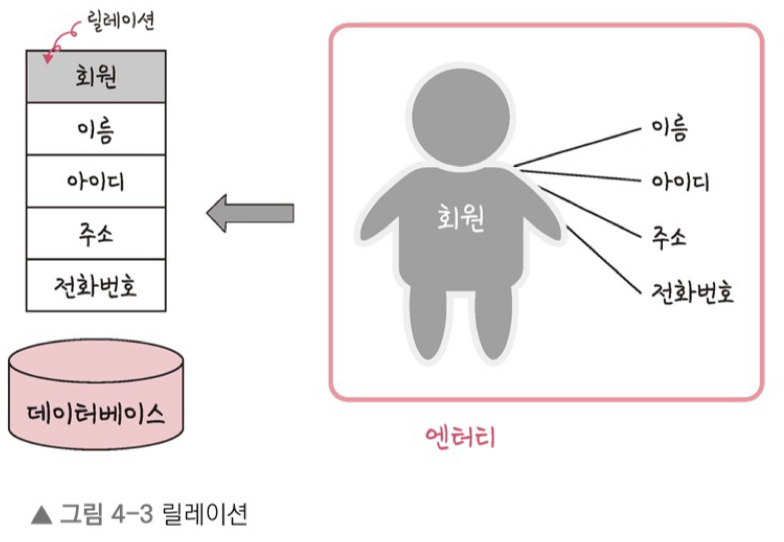 릴레이션
회원
이름
아이디
주소
전화번호
데이터베이스
회원
이름
아이디
주소
전화번호
엔터티
▲ 그림 4-3 릴레이션